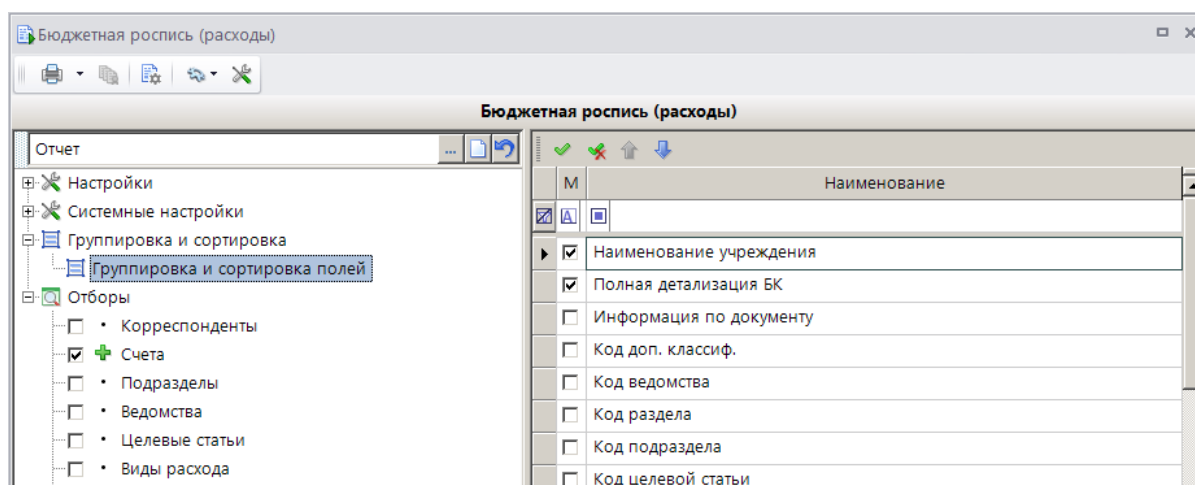 Бюджетная роспись (расходы)
Бюджетная роспись (расходы)
Отчет
...
Настройки
Системные настройки
Группировка и сортировка
Группировка и сортировка полей
Отборы
Корреспонденты
Счета
Подразделы
Ведомства
Целевые статьи
Виды расхода
М Наименование
A
Наименование учреждения
Полная детализация БК
Информация по документу
Код доп. классиф.
Код ведомства
Код раздела
Код подраздела
Код целевой статьи